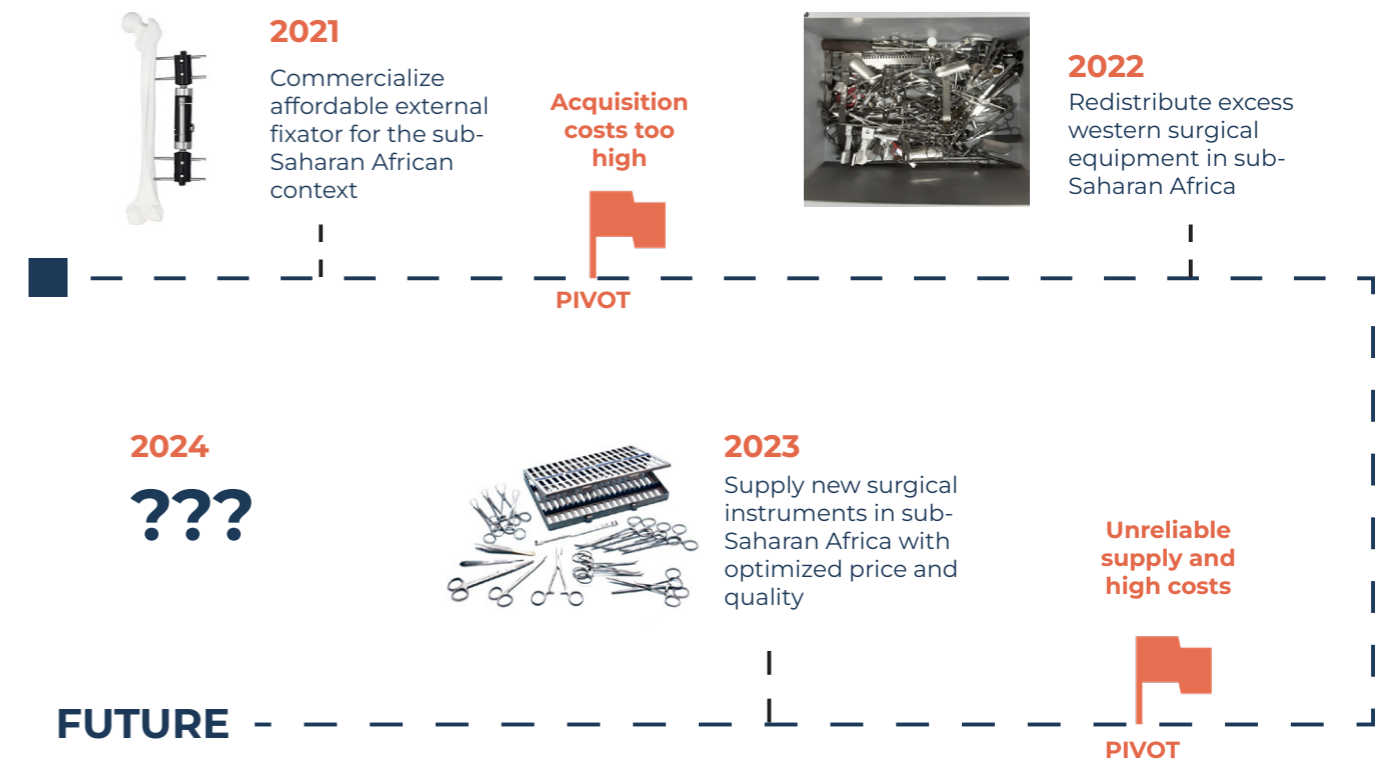 2021
Commercialize
affordable external
fixator for the sub-
Saharan African
context
Acquisition
costs too
high
PIVOT
2022
Redistribute excess
western surgical
equipment in sub-
Saharan Africa
2024
???
2023
Supply new surgical
instruments in sub-
Saharan Africa with
optimized price and
quality
Unreliable
supply and
high costs
PIVOT
FUTURE